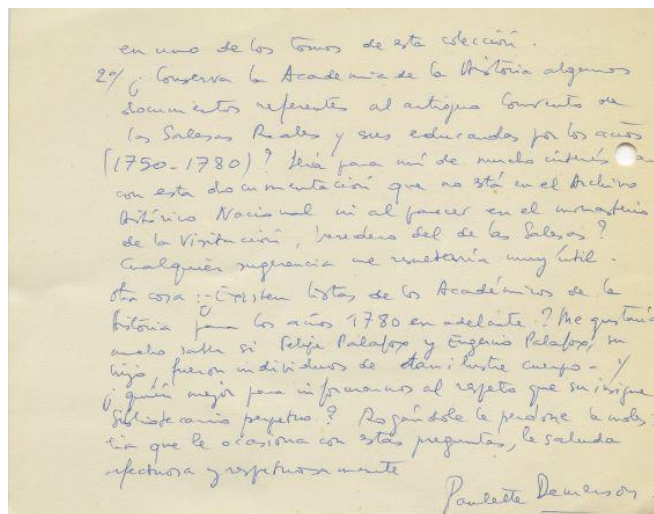 en uno de los tomos de esta colección.
2º/ ¿Conserva la Academia de la Historia algunos
documentos referentes al antiguo Convento de
las Salesas Reales y sus educandas por los años
(1750-1780)? Sería para mí de mucho interés
con esta documentación que no está en el Archivo
Histórico Nacional ni al parecer en el monasterio
de la Visitación, heredero del de las Salesas?
Cualquier sugerencia me resultaría muy útil.
Otra cosa: ¿Existen listas de los Académicos de la
Historia para los años 1780 en adelante? Me gustaría
mucho saber si Felipe Palafox y Eugenio Palafox, su
hijo, fueron individuos de tan ilustre cuerpo - y
¿quién mejor para informarnos al respeto que su insigne
Bibliotecario perpetuo? Rogándole le perdone la moles-
tia que le ocasiona con estas preguntas, le saluda
afectuosa y respetuosamente
Paulette Demerson